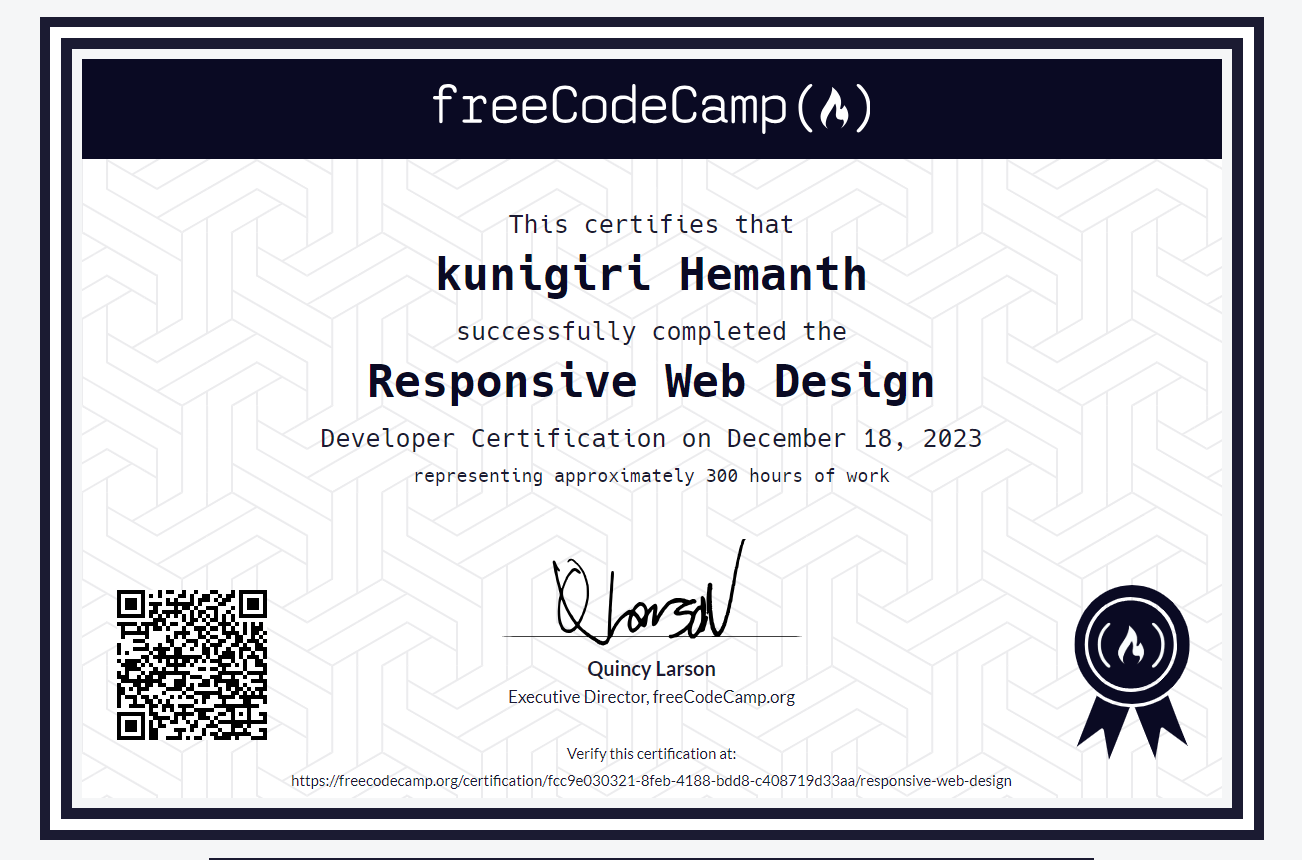 freeCodeCamp
This certifies that
kunigiri Hemanth
successfully completed the
Responsive Web Design
Developer Certification on December 18, 2023
representing approximately 300 hours of work
Quincy Larson
Executive Director, freeCodeCamp.org
Verify this certification at:
https://freecodecamp.org/certification/fcc9e030321-8feb-4188-bdd8-c408719d33aa/responsive-web-design